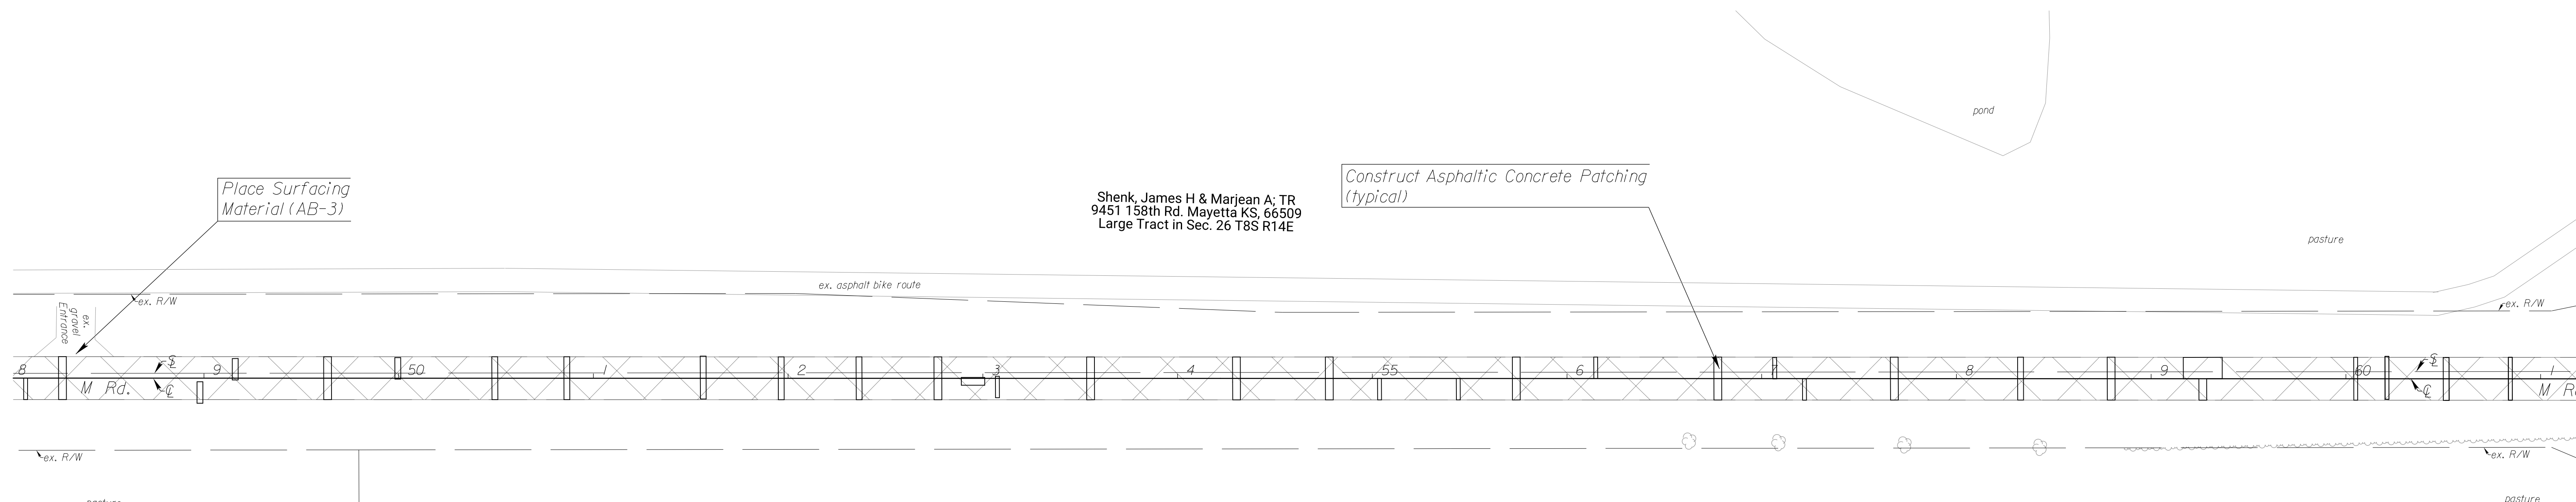 pond
Place Surfacing
Material (AB-3)
Construct Asphaltic Concrete Patching
(typical)
Shenk, James H & Marjean A; TR
9451 158th Rd. Mayetta KS, 66509
Large Tract in Sec. 26 T8S R14E
pasture
ex. asphalt bike route
ex. R/W
ex. R/W
ex.
gravel
Entrance
8
9
50
1
2
3
4
55
6
7
8
9
60
1
M Rd.
M R
ex. R/W
ex. R/W
pasture
pasture